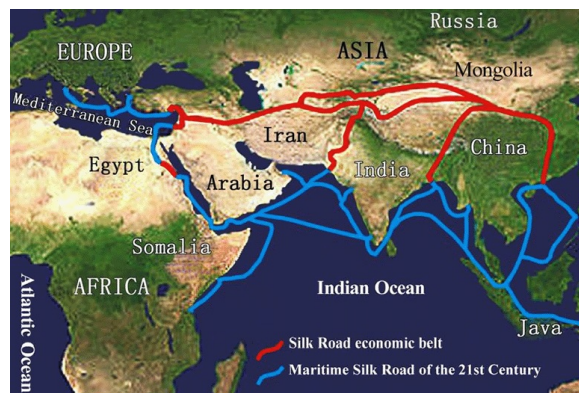 Russia
EUROPE
ASIA
Mongolia
Mediterranean Sea
Iran
China
Egypt
Arabia
India
Somalia
AFRICA
Indian Ocean
Atlantic Ocean
Java
Silk Road economic belt
Maritime Silk Road of the 21st Century